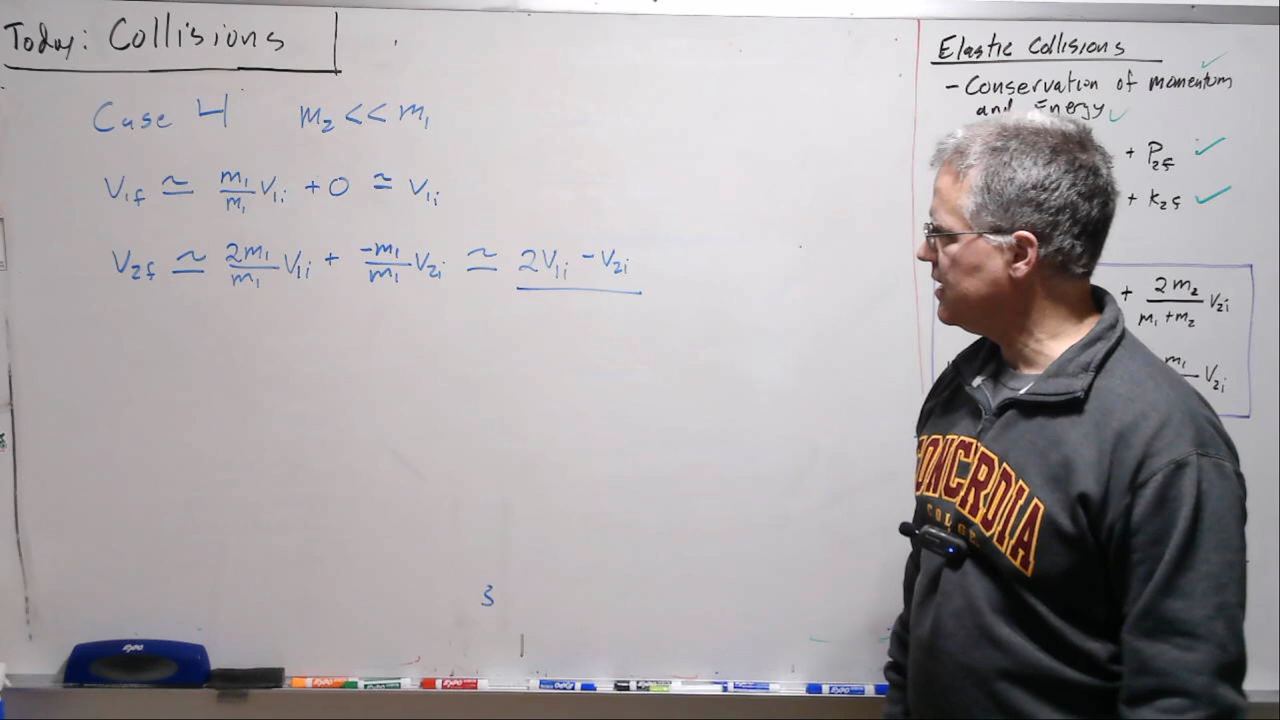 Today: Collisions
Case 4 m₂ << m₁
V₁f ≃ m₁/m₁ V₁i + 0 ≃ V₁i
V₂f ≃ 2m₁/m₁ V₁i + -m₁/m₁ V₂i ≃ 2V₁i - V₂i
3
Elastic Collisions
- Conservation of momentum ✓
and Energy ✓
+ P₂f ✓
+ K₂f ✓
+ 2m₂/m₁+m₂ V₂i
m₁ V₂i
CONCORDIA
EXPO